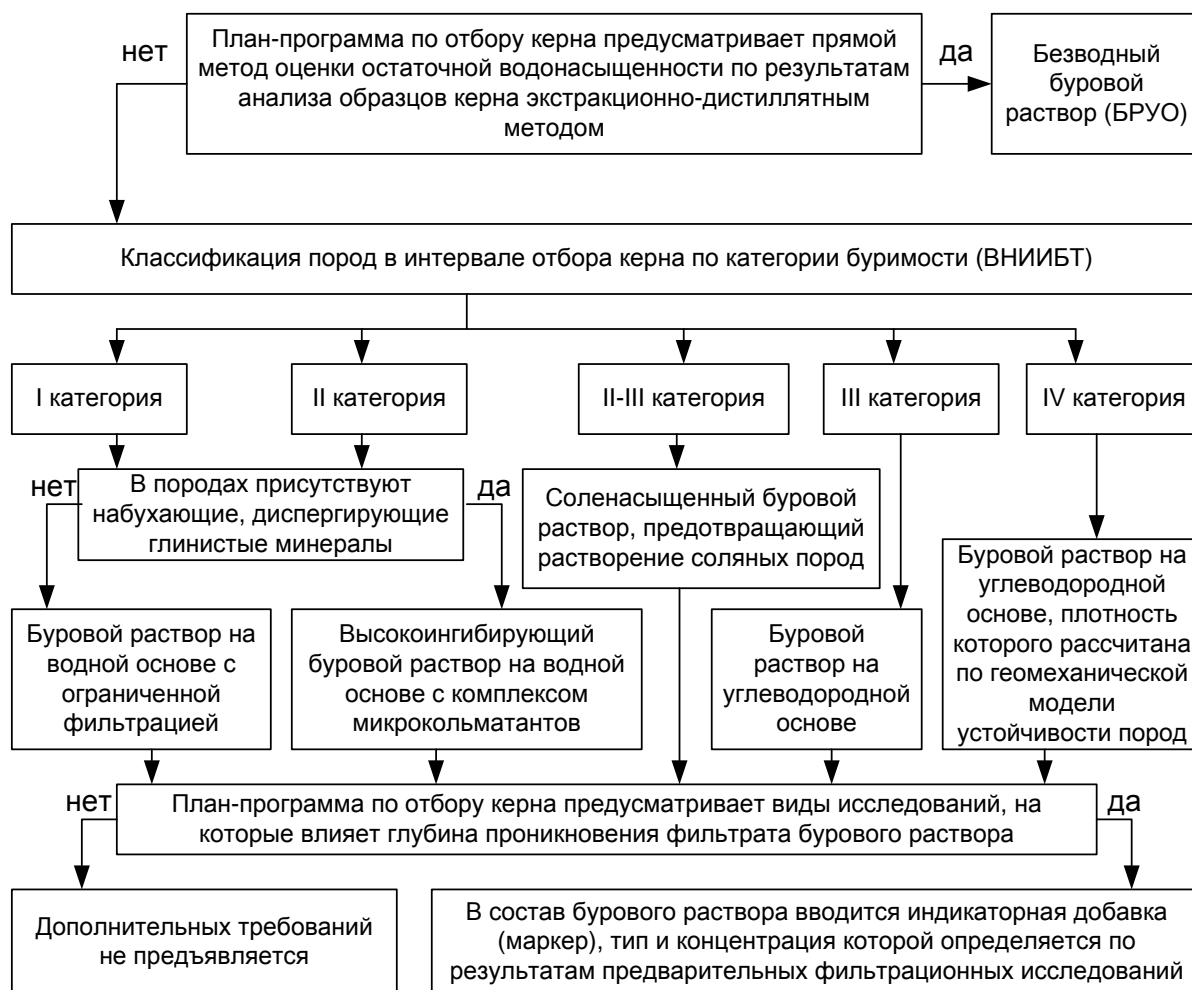 нет
План-программа по отбору керна предусматривает прямой
метод оценки остаточной водонасыщенности по результатам
анализа образцов керна экстракционно-дистиллятным
методом
да
Безводный
буровой
раствор (БРУО)
Классификация пород в интервале отбора керна по категории буримости (ВНИИБТ)
I категория
II категория
II-III категория
III категория
IV категория
нет
В породах присутствуют
набухающие, диспергирующие
глинистые минералы
да
Соленасыщенный буровой
раствор, предотвращающий
растворение соляных пород
Буровой раствор на
водной основе с
ограниченной
фильтрацией
Высокоингибирующий
буровой раствор на водной
основе с комплексом
микрокольматантов
Буровой
раствор на
углеводородной
основе
Буровой раствор на
углеводородной
основе, плотность
которого рассчитана
по геомеханической
модели
устойчивости пород
нет
План-программа по отбору керна предусматривает виды исследований, на
которые влияет глубина проникновения фильтрата бурового раствора
да
Дополнительных требований
не предъявляется
В состав бурового раствора вводится индикаторная добавка
(маркер), тип и концентрация которой определяется по
результатам предварительных фильтрационных исследований